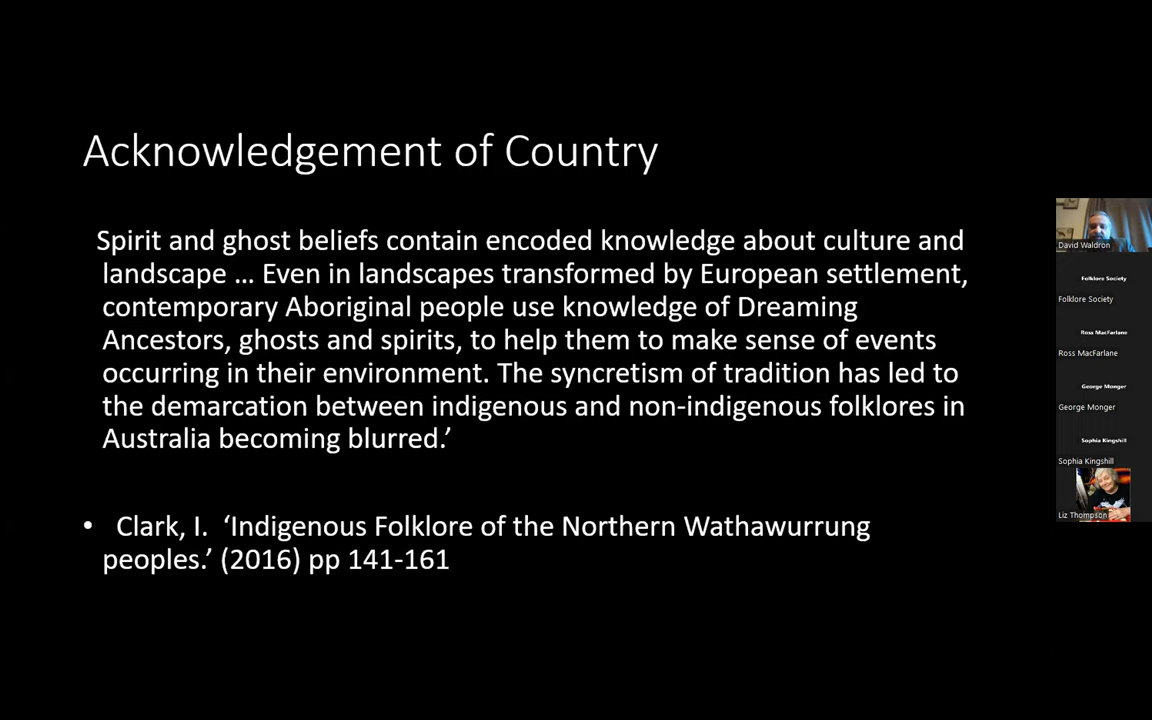 Acknowledgement of Country
Spirit and ghost beliefs contain encoded knowledge about culture and
landscape … Even in landscapes transformed by European settlement,
contemporary Aboriginal people use knowledge of Dreaming
Ancestors, ghosts and spirits, to help them to make sense of events
occurring in their environment. The syncretism of tradition has led to
the demarcation between indigenous and non-indigenous folklores in
Australia becoming blurred.’
• Clark, I. ‘Indigenous Folklore of the Northern Wathawurrung
peoples.’ (2016) pp 141-161
David Waldron
Folklore Society
Folklore Society
Ross MacFarlane
Ross MacFarlane
George Monger
George Monger
Sophia Kingshill
Sophia Kingshill
Liz Thompson